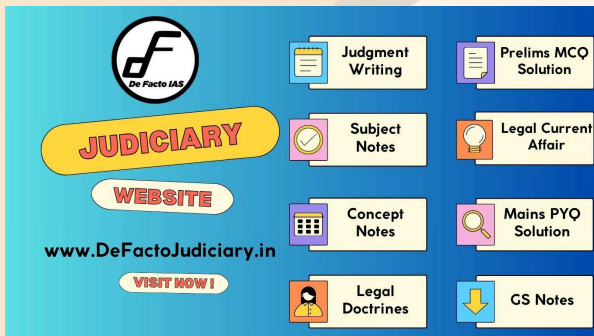 De Facto IAS
JUDICIARY
WEBSITE
www.DeFactoJudiciary.in
VISIT NOW!
Judgment
Writing
Prelims MCQ
Solution
Subject
Notes
Legal Current
Affair
Concept
Notes
Mains PYQ
Solution
Legal
Doctrines
GS Notes